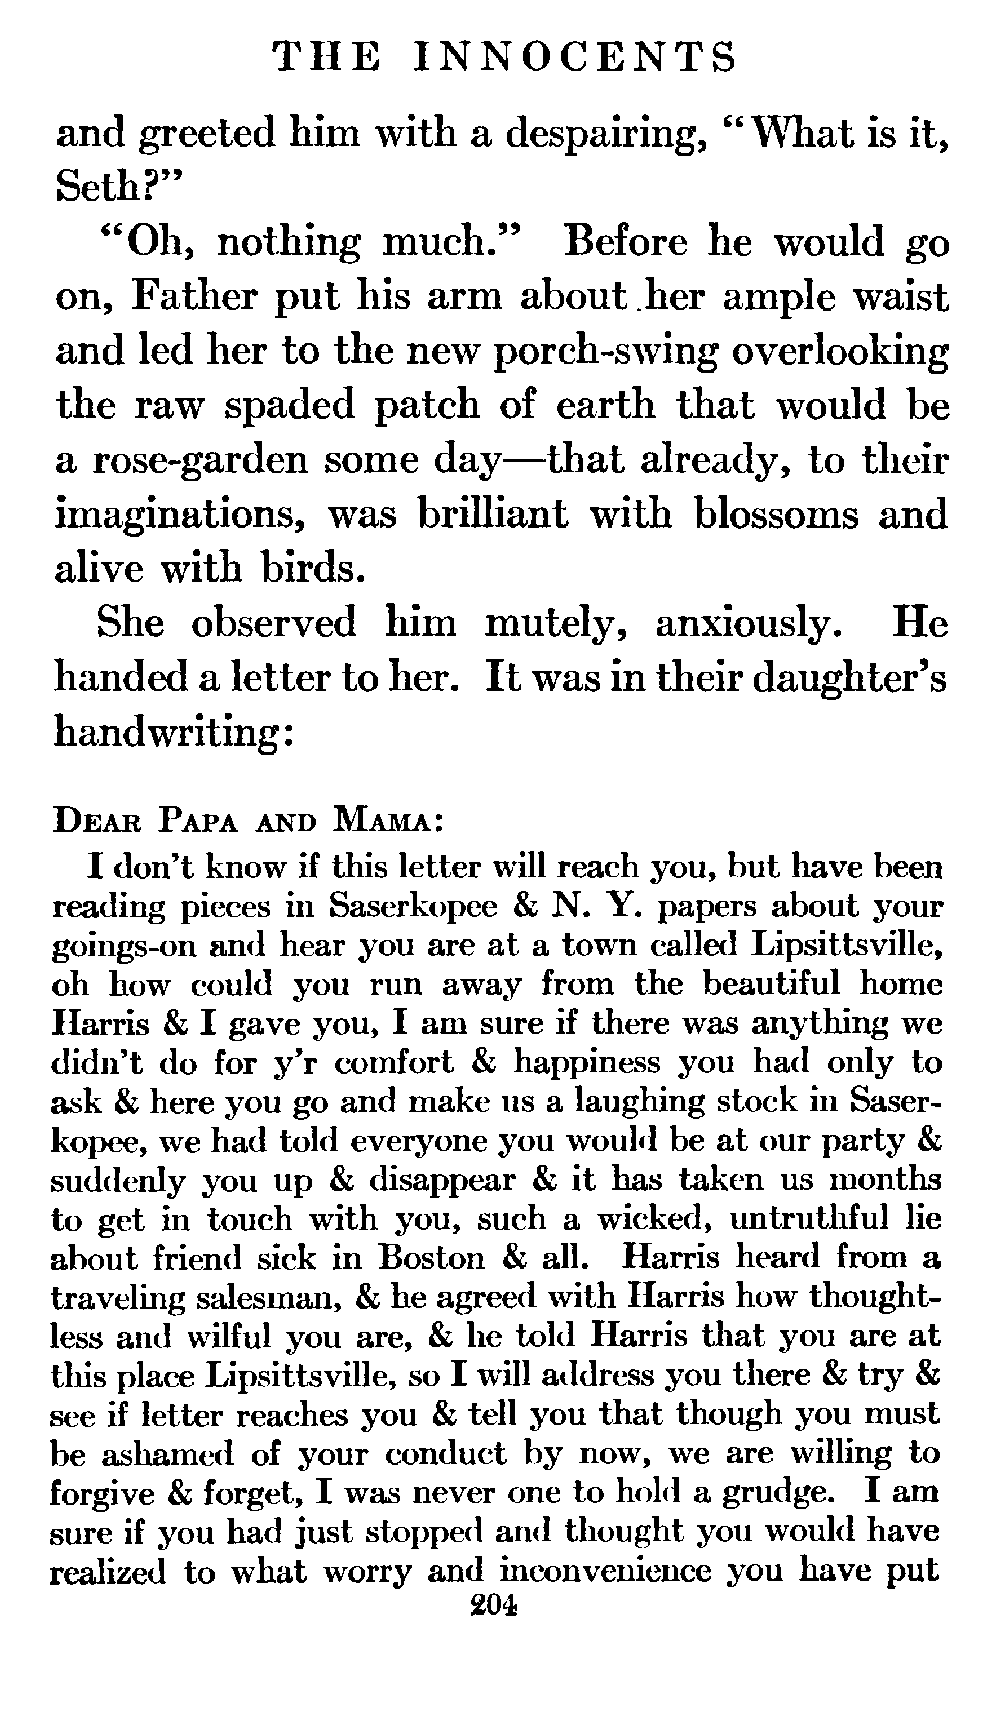 THE INNOCENTS
and greeted him with a despairing, “What is it,
Seth?”
“Oh, nothing much.” Before he would go
on, Father put his arm about her ample waist
and led her to the new porch-swing overlooking
the raw spaded patch of earth that would be
a rose-garden some day—that already, to their
imaginations, was brilliant with blossoms and
alive with birds.
She observed him mutely, anxiously. He
handed a letter to her. It was in their daughter’s
handwriting:
DEAR PAPA AND MAMA:
I don’t know if this letter will reach you, but have been
reading pieces in Saserkopee & N. Y. papers about your
goings-on and hear you are at a town called Lipsittsville,
oh how could you run away from the beautiful home
Harris & I gave you, I am sure if there was anything we
didn’t do for y’r comfort & happiness you had only to
ask & here you go and make us a laughing stock in Saser-
kopee, we had told everyone you would be at our party &
suddenly you up & disappear & it has taken us months
to get in touch with you, such a wicked, untruthful lie
about friend sick in Boston & all. Harris heard from a
traveling salesman, & he agreed with Harris how thought-
less and wilful you are, & he told Harris that you are at
this place Lipsittsville, so I will address you there & try &
see if letter reaches you & tell you that though you must
be ashamed of your conduct by now, we are willing to
forgive & forget, I was never one to hold a grudge. I am
sure if you had just stopped and thought you would have
realized to what worry and inconvenience you have put
204